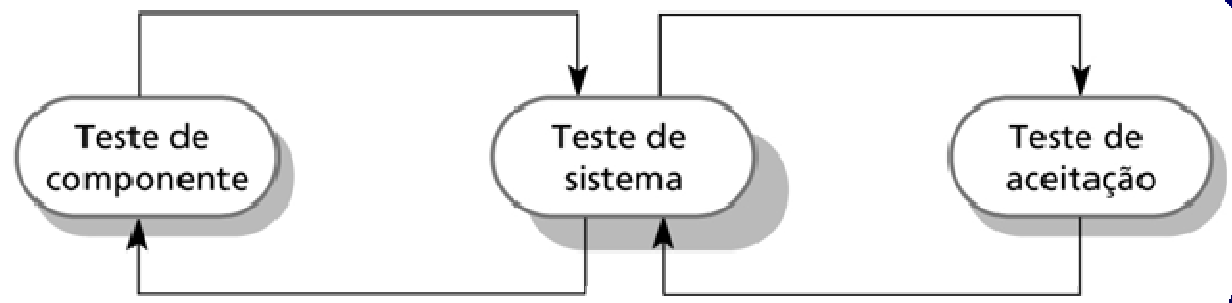 Teste de
componente
Teste de
sistema
Teste de
aceitação